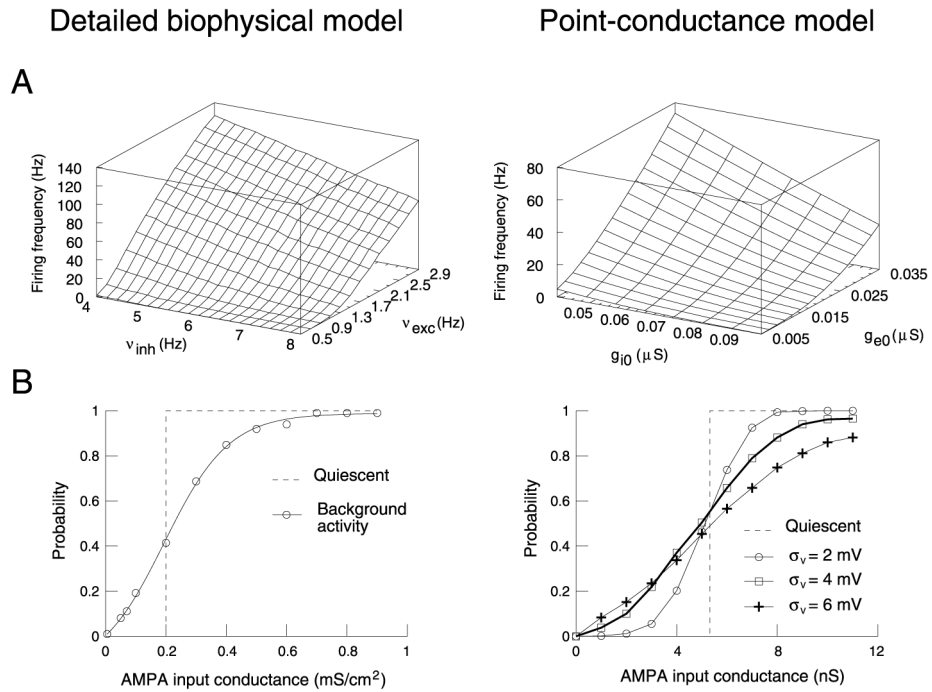 Detailed biophysical model
Point-conductance model
A
Firing frequency (Hz)
140
120
100
80
60
40
20
0
4
5
6
7
8
νinh (Hz)
0.5
0.9
1.3
1.7
2.1
2.5
2.9
νexc (Hz)
Firing frequency (Hz)
80
60
40
20
0
0.05
0.06
0.07
0.08
0.09
gi0 (μS)
0.005
0.015
0.025
0.035
ge0 (μS)
B
Probability
1
0.8
0.6
0.4
0.2
0
0
0.2
0.4
0.6
0.8
1
AMPA input conductance (mS/cm²)
Quiescent
Background
activity
Probability
1
0.8
0.6
0.4
0.2
0
0
4
8
12
AMPA input conductance (nS)
Quiescent
σv = 2 mV
σv = 4 mV
σv = 6 mV